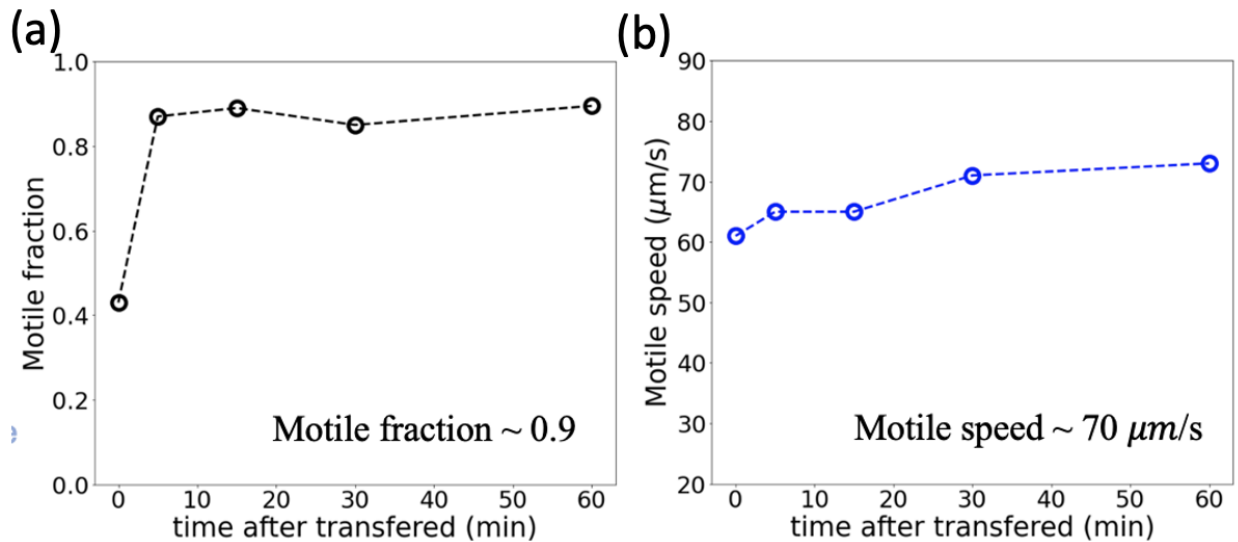 (a)
1.0
0.8
0.6
0.4
0.2
0.0
Motile fraction
Motile fraction ~ 0.9
0 10 20 30 40 50 60
time after transfered (min)
(b)
90
80
70
60
50
40
30
20
Motile speed (μm/s)
Motile speed ~ 70 μm/s
0 10 20 30 40 50 60
time after transfered (min)